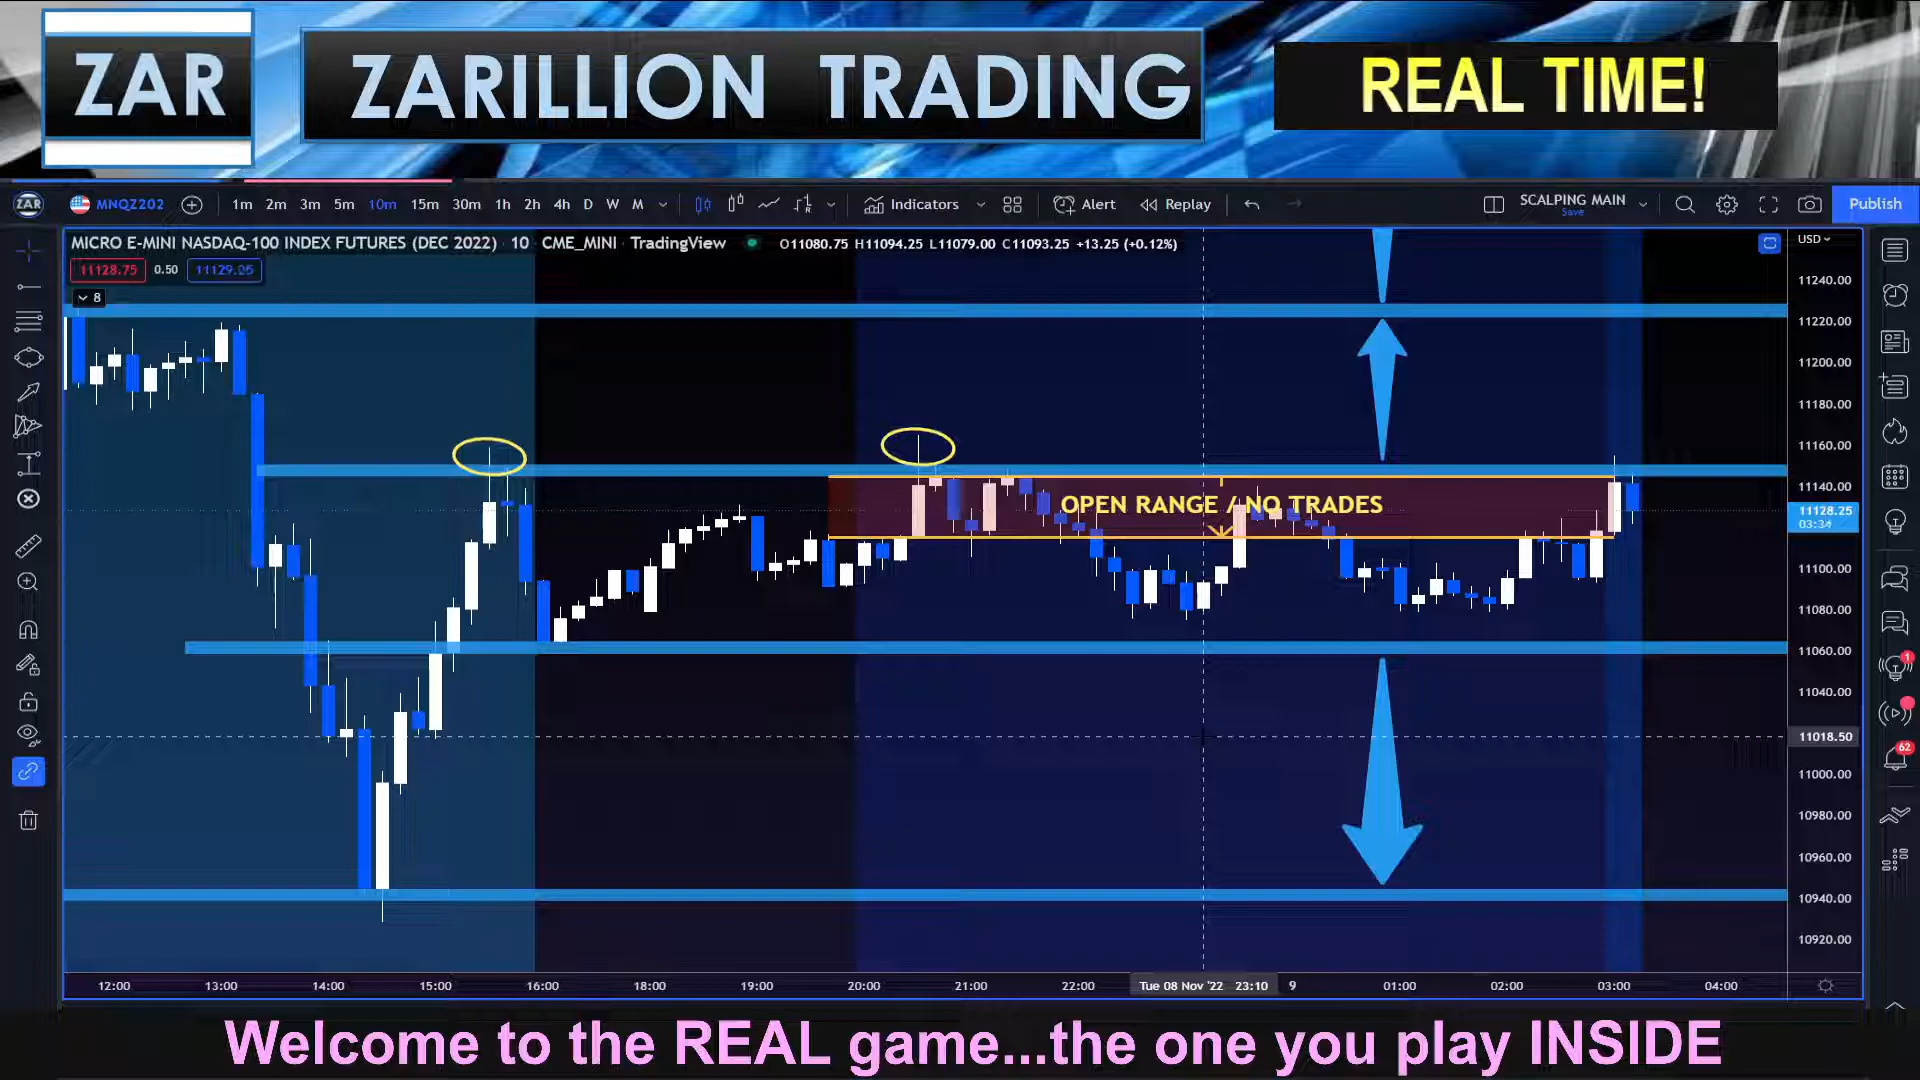 ZAR
ZARILLION TRADING
REAL TIME!
ZAR MNQZ202 1m 2m 3m 5m 10m 15m 30m 1h 2h 4h D W M Indicators Alert Replay SCALPING MAIN Publish
Save
MICRO E-MINI NASDAQ-100 INDEX FUTURES (DEC 2022) · 10 · CME_MINI · TradingView O11080.75 H11094.25 L11079.00 C11093.25 +13.25 (+0.12%)
USD
11128.75 0.50 11129.25
8
11240.00
11220.00
11200.00
11180.00
11160.00
11140.00
OPEN RANGE / NO TRADES
11128.25
03:34
11100.00
11080.00
11060.00
11040.00
11018.50
11000.00
10980.00
10960.00
10940.00
10920.00
1
62
12:00 13:00 14:00 15:00 16:00 18:00 19:00 20:00 21:00 22:00 Tue 08 Nov '22 23:10 9 01:00 02:00 03:00 04:00
Welcome to the REAL game...the one you play INSIDE